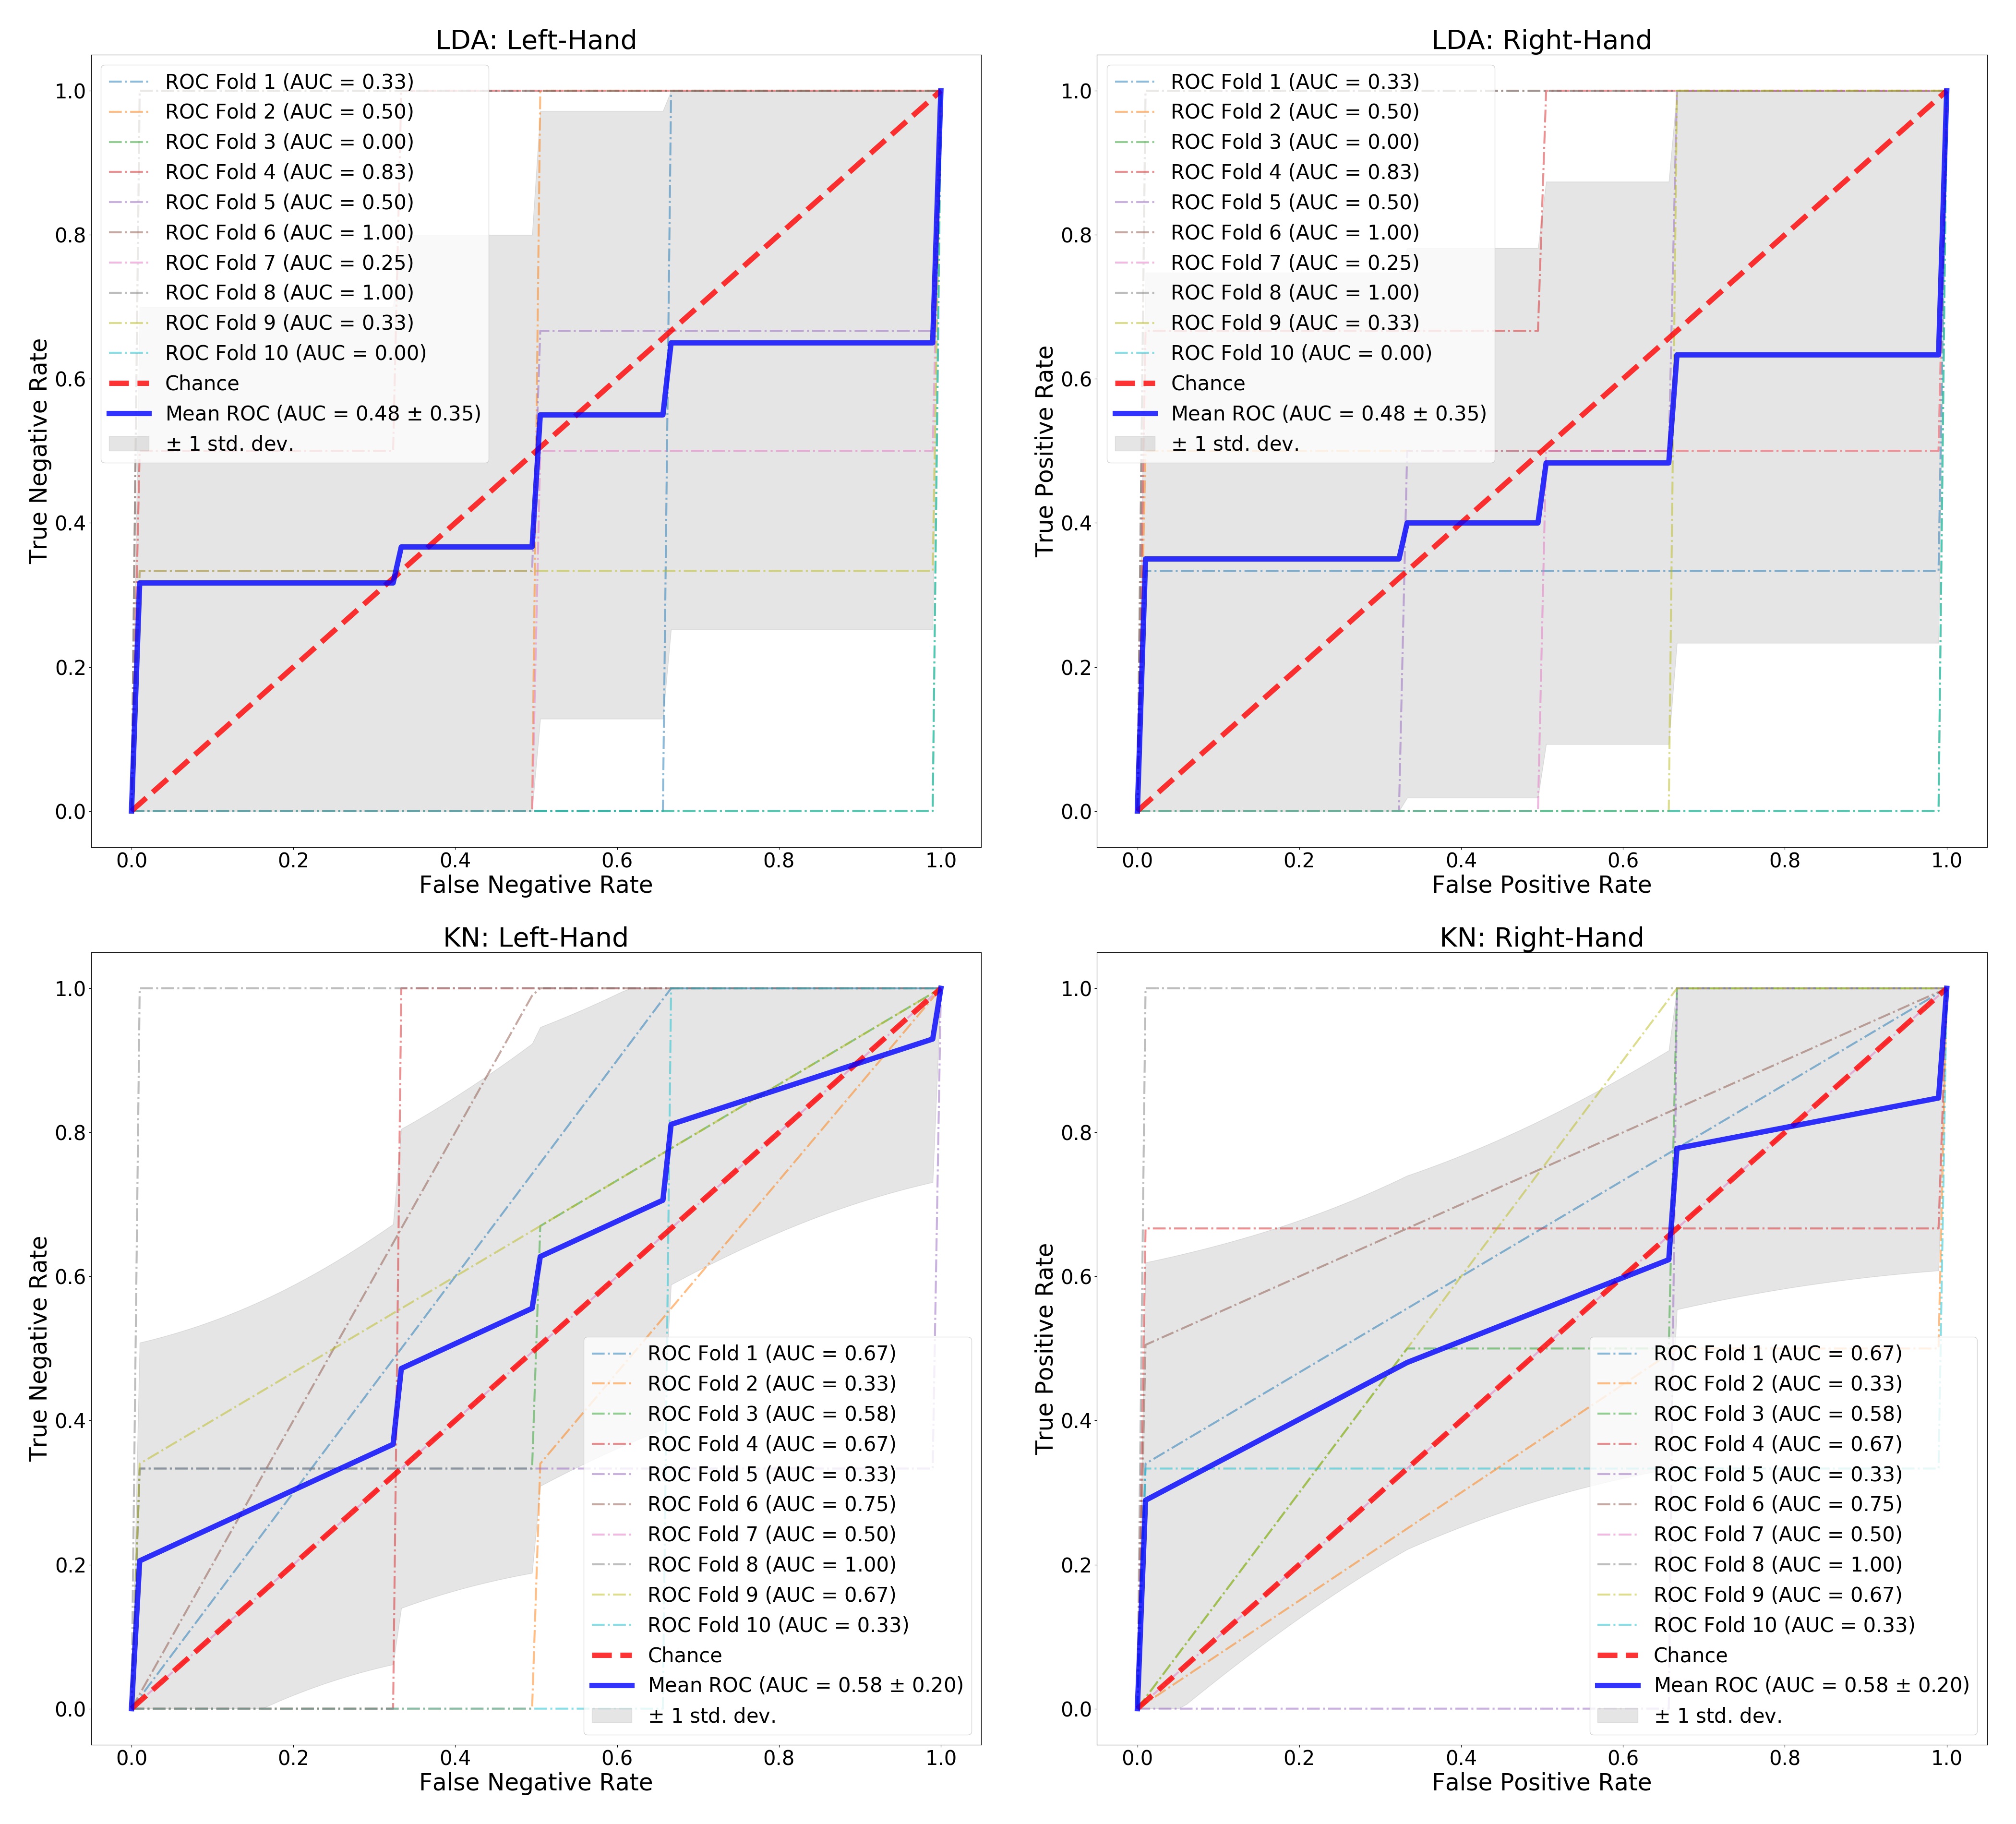 LDA: Left-Hand
ROC Fold 1 (AUC = 0.33)
ROC Fold 2 (AUC = 0.50)
ROC Fold 3 (AUC = 0.00)
ROC Fold 4 (AUC = 0.83)
ROC Fold 5 (AUC = 0.50)
ROC Fold 6 (AUC = 1.00)
ROC Fold 7 (AUC = 0.25)
ROC Fold 8 (AUC = 1.00)
ROC Fold 9 (AUC = 0.33)
ROC Fold 10 (AUC = 0.00)
Chance
Mean ROC (AUC = 0.48 ± 0.35)
± 1 std. dev.
True Negative Rate
1.0
0.8
0.6
0.4
0.2
0.0
0.0 0.2 0.4 0.6 0.8 1.0
False Negative Rate
LDA: Right-Hand
ROC Fold 1 (AUC = 0.33)
ROC Fold 2 (AUC = 0.50)
ROC Fold 3 (AUC = 0.00)
ROC Fold 4 (AUC = 0.83)
ROC Fold 5 (AUC = 0.50)
ROC Fold 6 (AUC = 1.00)
ROC Fold 7 (AUC = 0.25)
ROC Fold 8 (AUC = 1.00)
ROC Fold 9 (AUC = 0.33)
ROC Fold 10 (AUC = 0.00)
Chance
Mean ROC (AUC = 0.48 ± 0.35)
± 1 std. dev.
True Positive Rate
1.0
0.8
0.6
0.4
0.2
0.0
0.0 0.2 0.4 0.6 0.8 1.0
False Positive Rate
KN: Left-Hand
True Negative Rate
1.0
0.8
0.6
0.4
0.2
0.0
ROC Fold 1 (AUC = 0.67)
ROC Fold 2 (AUC = 0.33)
ROC Fold 3 (AUC = 0.58)
ROC Fold 4 (AUC = 0.67)
ROC Fold 5 (AUC = 0.33)
ROC Fold 6 (AUC = 0.75)
ROC Fold 7 (AUC = 0.50)
ROC Fold 8 (AUC = 1.00)
ROC Fold 9 (AUC = 0.67)
ROC Fold 10 (AUC = 0.33)
Chance
Mean ROC (AUC = 0.58 ± 0.20)
± 1 std. dev.
0.0 0.2 0.4 0.6 0.8 1.0
False Negative Rate
KN: Right-Hand
True Positive Rate
1.0
0.8
0.6
0.4
0.2
0.0
ROC Fold 1 (AUC = 0.67)
ROC Fold 2 (AUC = 0.33)
ROC Fold 3 (AUC = 0.58)
ROC Fold 4 (AUC = 0.67)
ROC Fold 5 (AUC = 0.33)
ROC Fold 6 (AUC = 0.75)
ROC Fold 7 (AUC = 0.50)
ROC Fold 8 (AUC = 1.00)
ROC Fold 9 (AUC = 0.67)
ROC Fold 10 (AUC = 0.33)
Chance
Mean ROC (AUC = 0.58 ± 0.20)
± 1 std. dev.
0.0 0.2 0.4 0.6 0.8 1.0
False Positive Rate